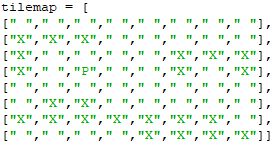 tilemap = [
[" "," "," "," "," "," "," "," "],
["X","X","X"," "," "," "," "," "],
["X"," "," "," "," ","X","X","X"],
["X"," ","P"," "," ","X"," ","X"],
[" "," "," "," "," "," "," "," "],
[" ","X","X"," "," "," "," "," "],
["X","X","X","X","X","X","X"," "],
[" "," "," "," ","X","X","X","X"]]